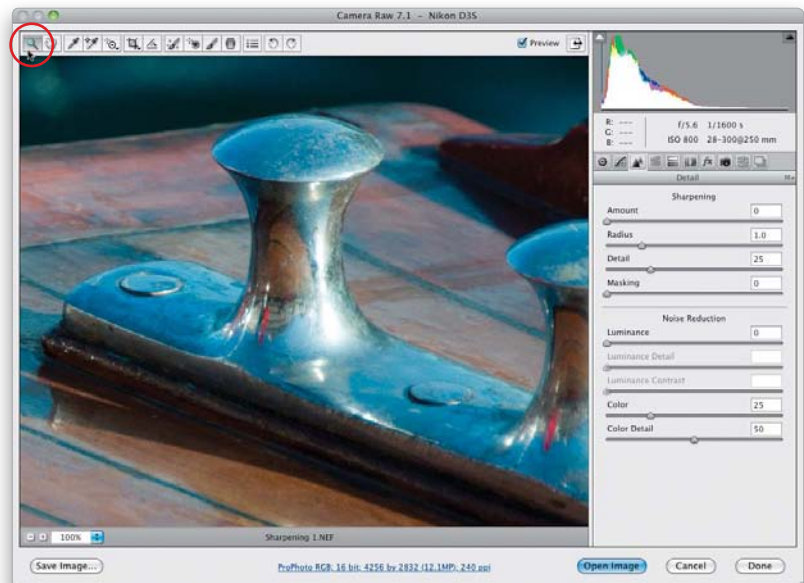 Camera Raw 7.1 - Nikon D3S
Preview
R: ---
G: ---
B: ---
f/5.6 1/1600 s
ISO 800 28-300@250 mm
Detail
Sharpening
Amount 0
Radius 1.0
Detail 25
Masking 0
Noise Reduction
Luminance 0
Luminance Detail
Luminance Contrast
Color 25
Color Detail 50
100%
Sharpening 1.NEF
Save Image...
ProPhoto RGB; 16 bit; 4256 by 2832 (12.1MP); 240 ppi
Open Image
Cancel
Done